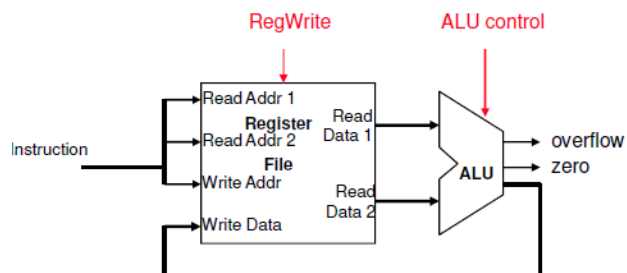 RegWrite
ALU control
Instruction
Read Addr 1
Register
Read Addr 2
File
Write Addr
Write Data
Read
Data 1
Read
Data 2
ALU
overflow
zero